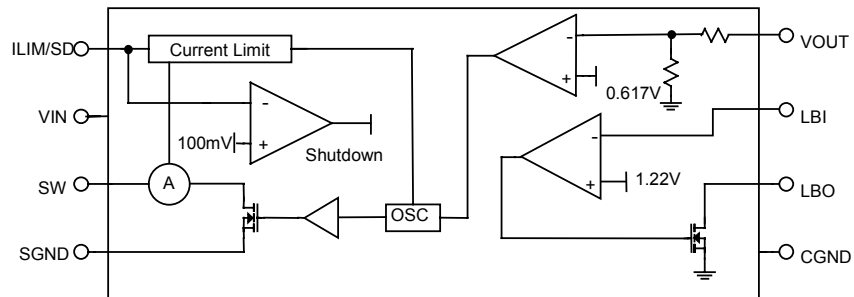 ILIM/SD
Current Limit
VOUT
0.617V
VIN
LBI
100mV
Shutdown
SW
A
1.22V
LBO
OSC
SGND
CGND